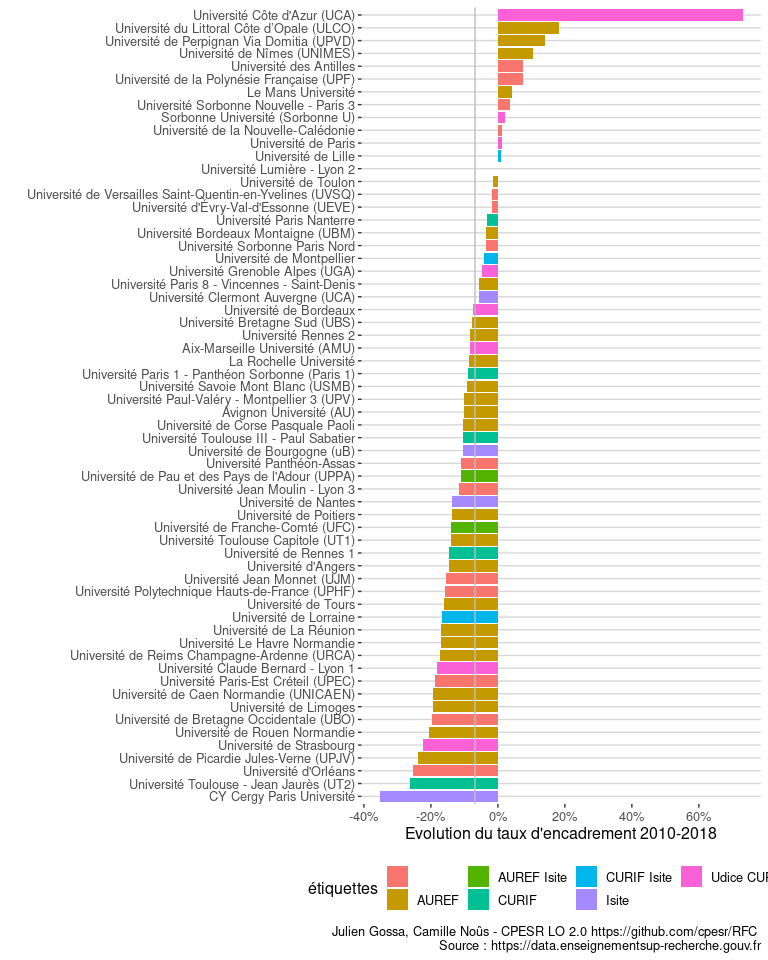 Université Côte d'Azur (UCA)
Université du Littoral Côte d'Opale (ULCO)
Université de Perpignan Via Domitia (UPVD)
Université de Nîmes (UNIMES)
Université des Antilles
Université de la Polynésie Française (UPF)
Le Mans Université
Université Sorbonne Nouvelle - Paris 3
Sorbonne Université (Sorbonne U)
Université de la Nouvelle-Calédonie
Université de Paris
Université de Lille
Université Lumière - Lyon 2
Université de Toulon
Université de Versailles Saint-Quentin-en-Yvelines (UVSQ)
Université d'Évry-Val-d'Essonne (UEVE)
Université Paris Nanterre
Université Bordeaux Montaigne (UBM)
Université Sorbonne Paris Nord
Université de Montpellier
Université Grenoble Alpes (UGA)
Université Paris 8 - Vincennes - Saint-Denis
Université Clermont Auvergne (UCA)
Université de Bordeaux
Université Bretagne Sud (UBS)
Université Rennes 2
Aix-Marseille Université (AMU)
La Rochelle Université
Université Paris 1 - Panthéon Sorbonne (Paris 1)
Université Savoie Mont Blanc (USMB)
Université Paul-Valéry - Montpellier 3 (UPV)
Avignon Université (AU)
Université de Corse Pasquale Paoli
Université Toulouse III - Paul Sabatier
Université de Bourgogne (uB)
Université Panthéon-Assas
Université de Pau et des Pays de l'Adour (UPPA)
Université Jean Moulin - Lyon 3
Université de Nantes
Université de Poitiers
Université de Franche-Comté (UFC)
Université Toulouse Capitole (UT1)
Université de Rennes 1
Université d'Angers
Université Jean Monnet (UJM)
Université Polytechnique Hauts-de-France (UPHF)
Université de Tours
Université de Lorraine
Université de La Réunion
Université Le Havre Normandie
Université de Reims Champagne-Ardenne (URCA)
Université Claude Bernard - Lyon 1
Université Paris-Est Créteil (UPEC)
Université de Caen Normandie (UNICAEN)
Université de Limoges
Université de Bretagne Occidentale (UBO)
Université de Rouen Normandie
Université de Strasbourg
Université de Picardie Jules-Verne (UPJV)
Université d'Orléans
Université Toulouse - Jean Jaurès (UT2)
CY Cergy Paris Université
-40% -20% 0% 20% 40% 60%
Evolution du taux d'encadrement 2010-2018
étiquettes
AUREF Isite CURIF Isite Udice CUR
AUREF CURIF Isite
Julien Gossa, Camille Noûs - CPESR LO 2.0 https://github.com/cpesr/RFC
Source : https://data.enseignementsup-recherche.gouv.fr